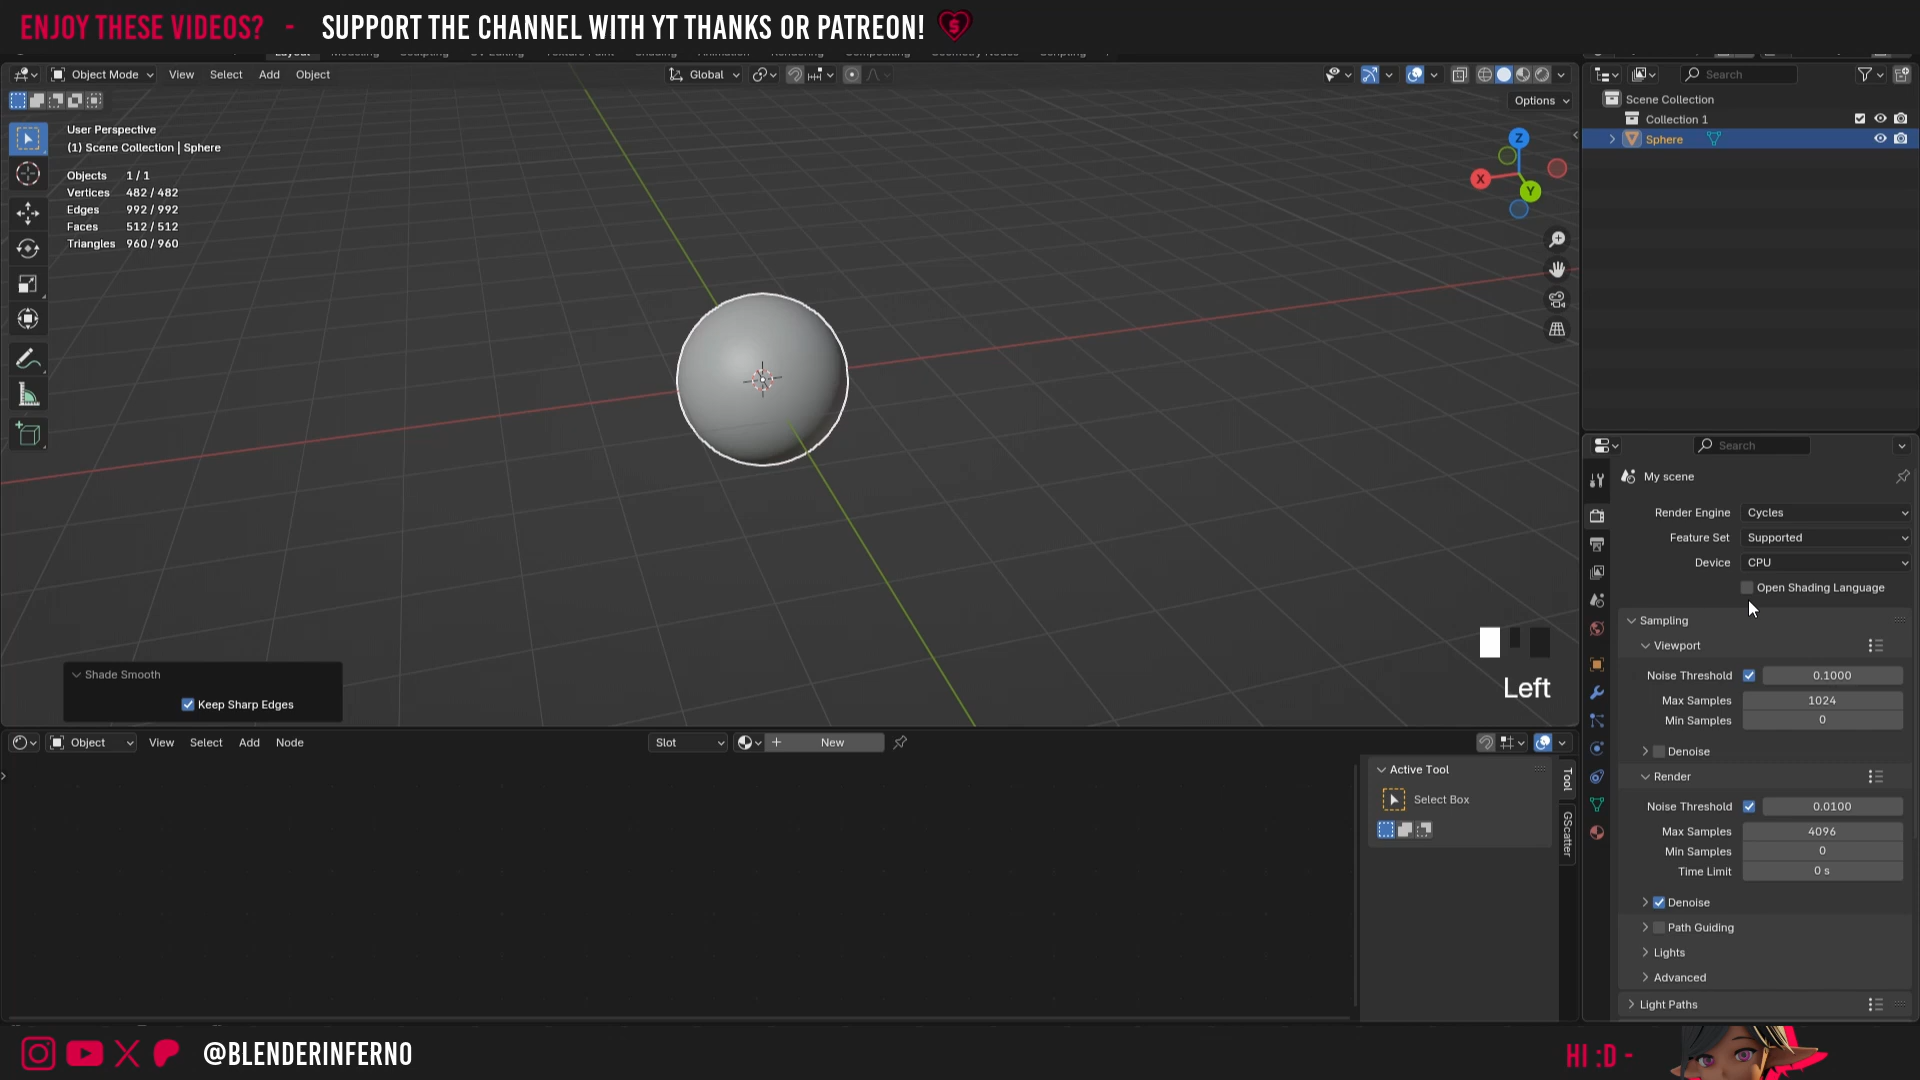 ENJOY THESE VIDEOS? - SUPPORT THE CHANNEL WITH YT THANKS OR PATREON!
Object Mode View Select Add Object Global Search
Options
User Perspective
(1) Scene Collection | Sphere
Objects 1 / 1
Vertices 482 / 482
Edges 992 / 992
Faces 512 / 512
Triangles 960 / 960
Z
X
Y
Scene Collection
Collection 1
Sphere
Shade Smooth
Keep Sharp Edges
Left
Search
My scene
Render Engine Cycles
Feature Set Supported
Device CPU
Open Shading Language
Sampling
Viewport
Noise Threshold 0.1000
Max Samples 1024
Min Samples 0
Denoise
Render
Noise Threshold 0.0100
Max Samples 4096
Min Samples 0
Time Limit 0 s
Denoise
Path Guiding
Lights
Advanced
Light Paths
Object View Select Add Node Slot New
Active Tool
Select Box
Tool
GScatter
@BLENDERINFERNO
HI :D -